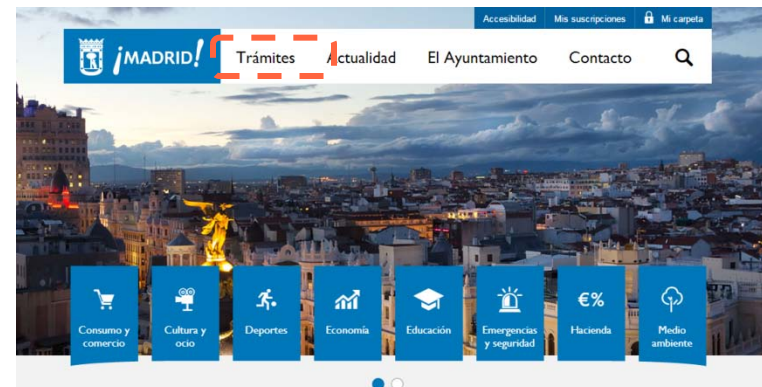 Accesibilidad Mis suscripciones Mi carpeta
¡MADRID!
Trámites Actualidad El Ayuntamiento Contacto
Consumo y
comercio
Cultura y
ocio
Deportes
Economía
Educación
Emergencias
y seguridad
€%
Hacienda
Medio
ambiente